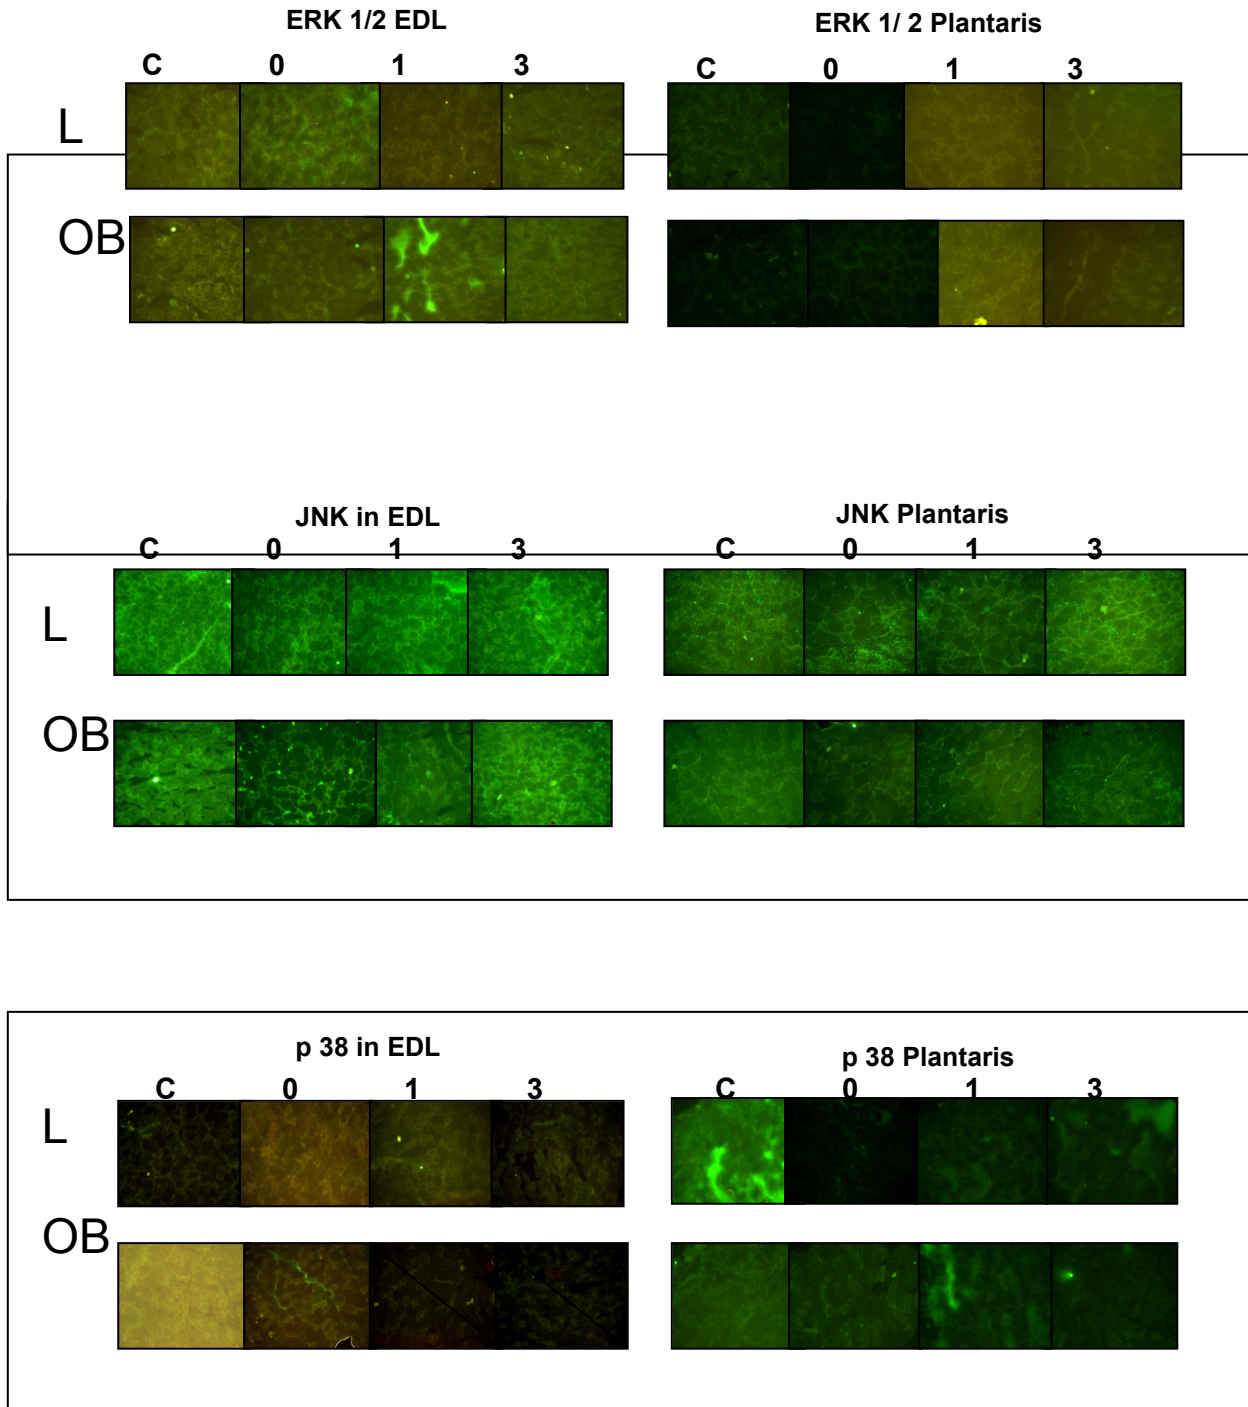 ERK 1/2 EDL
C 0 1 3
L
OB
ERK 1/ 2 Plantaris
C 0 1 3
JNK in EDL
C 0 1 3
L
OB
JNK Plantaris
C 0 1 3
p 38 in EDL
C 0 1 3
L
OB
p 38 Plantaris
C 0 1 3